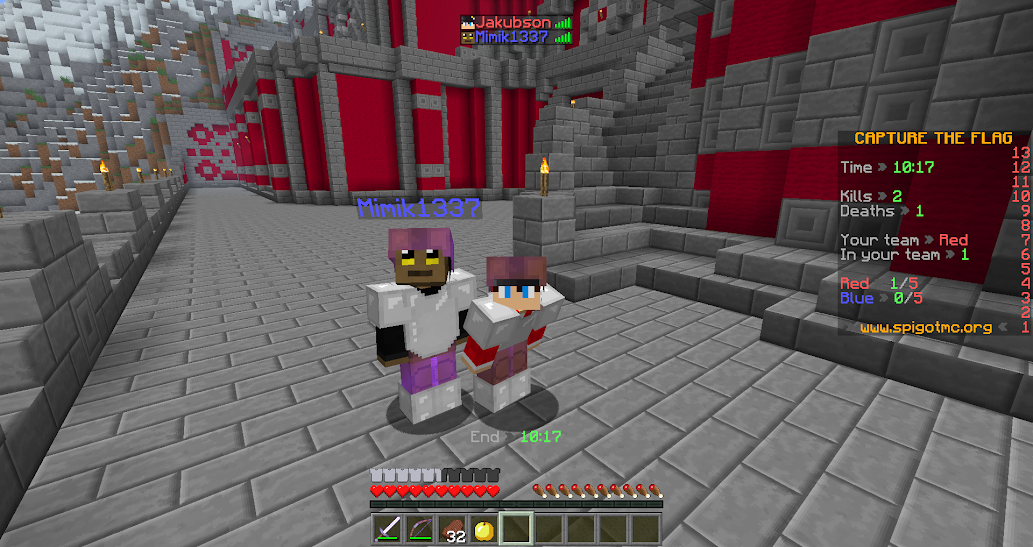 Jakubson
Mimik1337
CAPTURE THE FLAG
13
Time » 10:17 12
11
Kills » 2 10
Deaths » 1 9
8
Your team » Red 7
In your team » 1 6
5
Red 1/5 4
Blue » 0/5 3
2
» www.spigotmc.org « 1
Mimik1337
End » 10:17
32